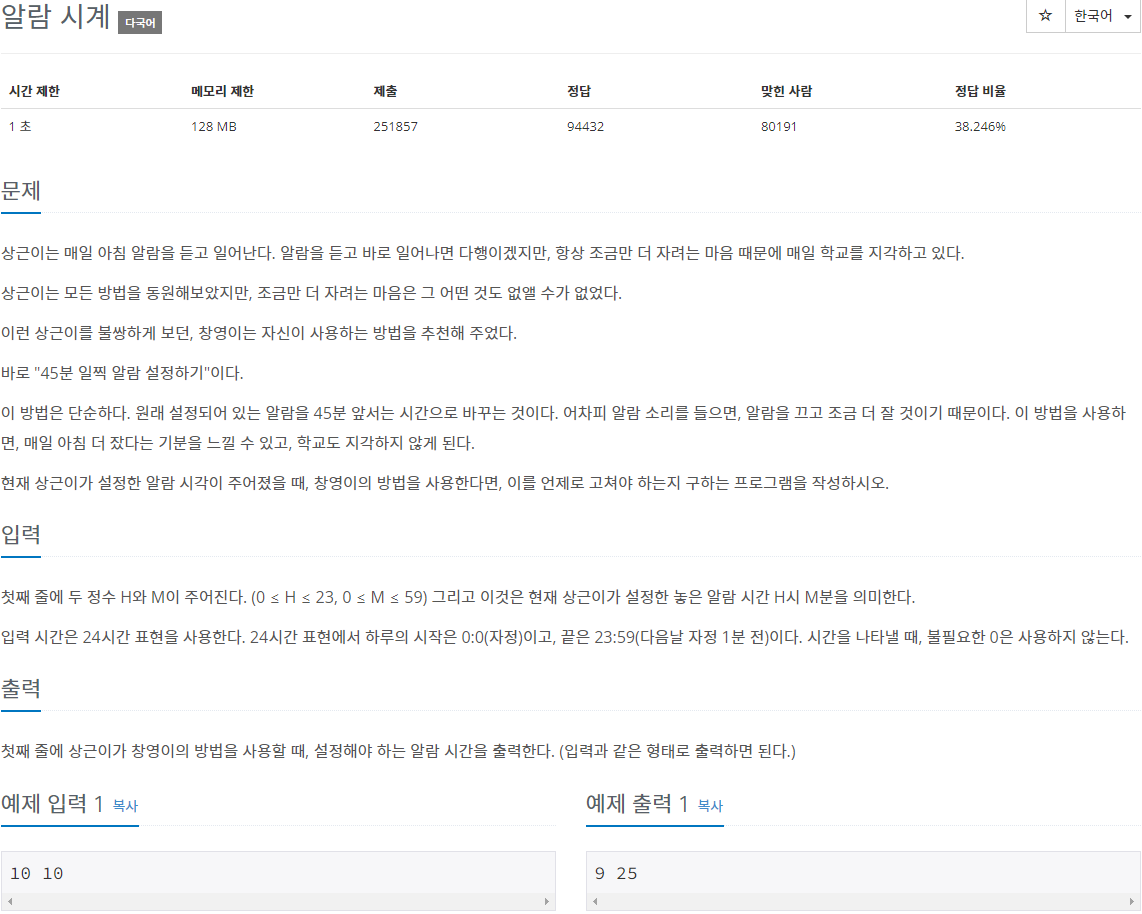 알람 시계 다국어
☆ 한국어
시간 제한 메모리 제한 제출 정답 맞힌 사람 정답 비율
1 초 128 MB 251857 94432 80191 38.246%
문제
상근이는 매일 아침 알람을 듣고 일어난다. 알람을 듣고 바로 일어나면 다행이겠지만, 항상 조금만 더 자려는 마음 때문에 매일 학교를 지각하고 있다.
상근이는 모든 방법을 동원해보았지만, 조금만 더 자려는 마음은 그 어떤 것도 없앨 수가 없었다.
이런 상근이를 불쌍하게 보던, 창영이는 자신이 사용하는 방법을 추천해 주었다.
바로 "45분 일찍 알람 설정하기"이다.
이 방법은 단순하다. 원래 설정되어 있는 알람을 45분 앞서는 시간으로 바꾸는 것이다. 어차피 알람 소리를 들으면, 알람을 끄고 조금 더 잘 것이기 때문이다. 이 방법을 사용하
면, 매일 아침 더 잤다는 기분을 느낄 수 있고, 학교도 지각하지 않게 된다.
현재 상근이가 설정한 알람 시각이 주어졌을 때, 창영이의 방법을 사용한다면, 이를 언제로 고쳐야 하는지 구하는 프로그램을 작성하시오.
입력
첫째 줄에 두 정수 H와 M이 주어진다. (0 ≤ H ≤ 23, 0 ≤ M ≤ 59) 그리고 이것은 현재 상근이가 설정한 놓은 알람 시간 H시 M분을 의미한다.
입력 시간은 24시간 표현을 사용한다. 24시간 표현에서 하루의 시작은 0:0(자정)이고, 끝은 23:59(다음날 자정 1분 전)이다. 시간을 나타낼 때, 불필요한 0은 사용하지 않는다.
출력
첫째 줄에 상근이가 창영이의 방법을 사용할 때, 설정해야 하는 알람 시간을 출력한다. (입력과 같은 형태로 출력하면 된다.)
예제 입력 1 복사
10 10
예제 출력 1 복사
9 25